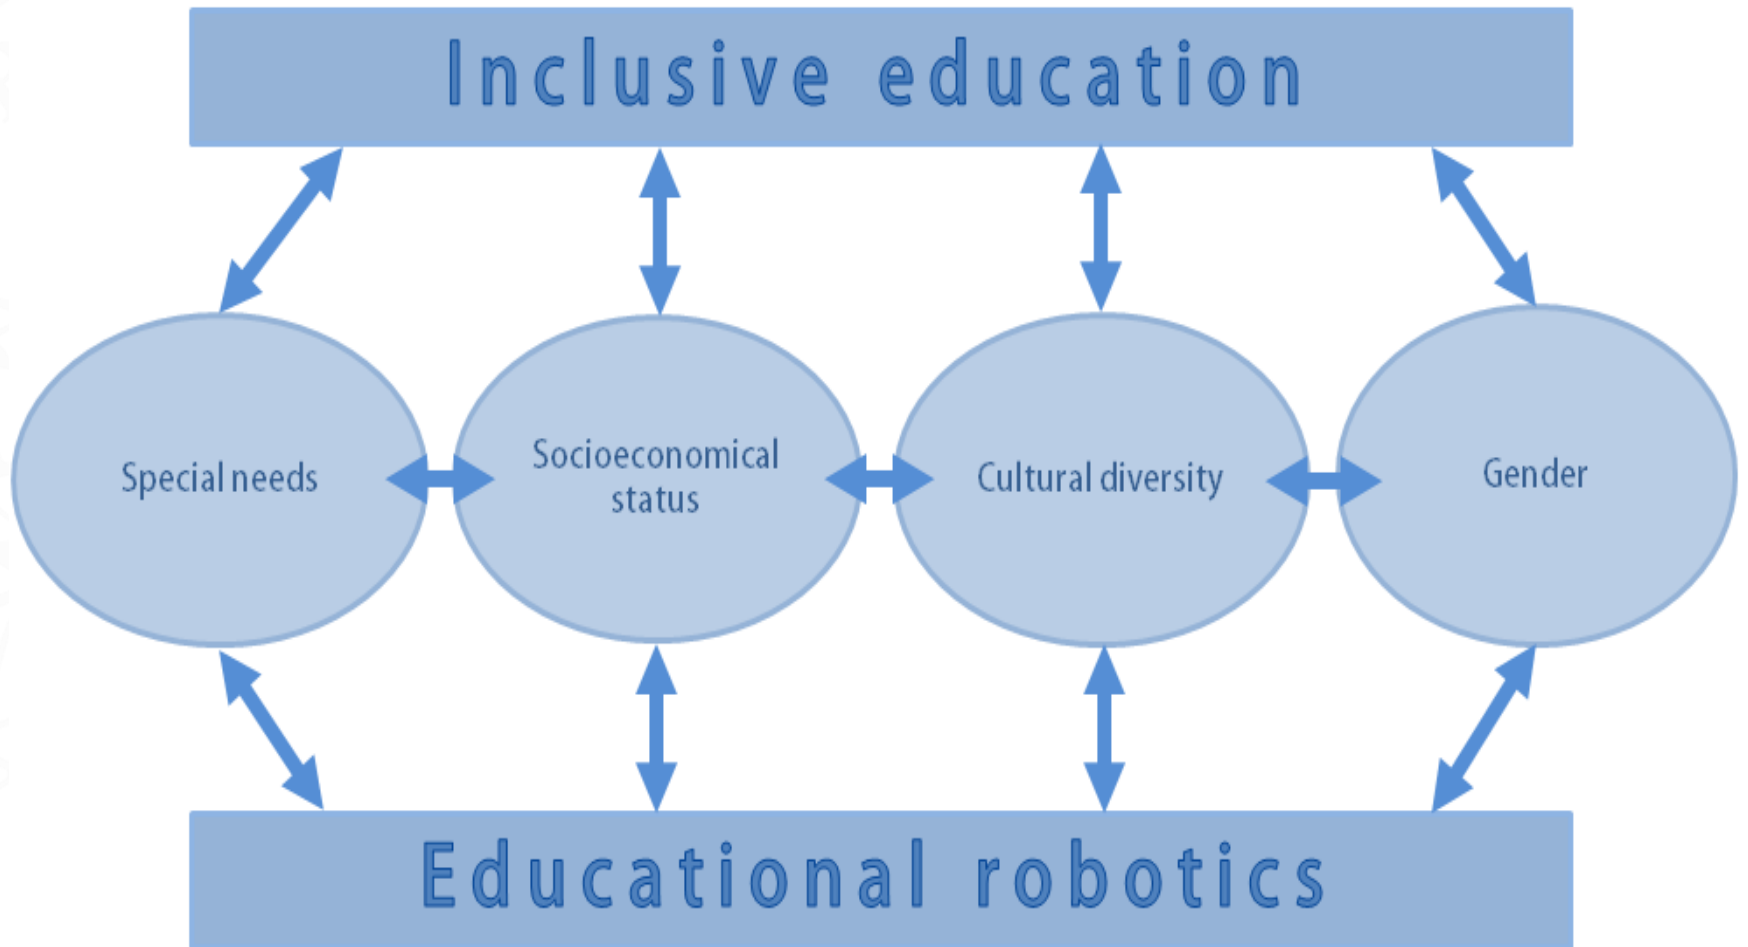 Inclusive education
Special needs
Socioeconomical
status
Cultural diversity
Gender
Educational robotics